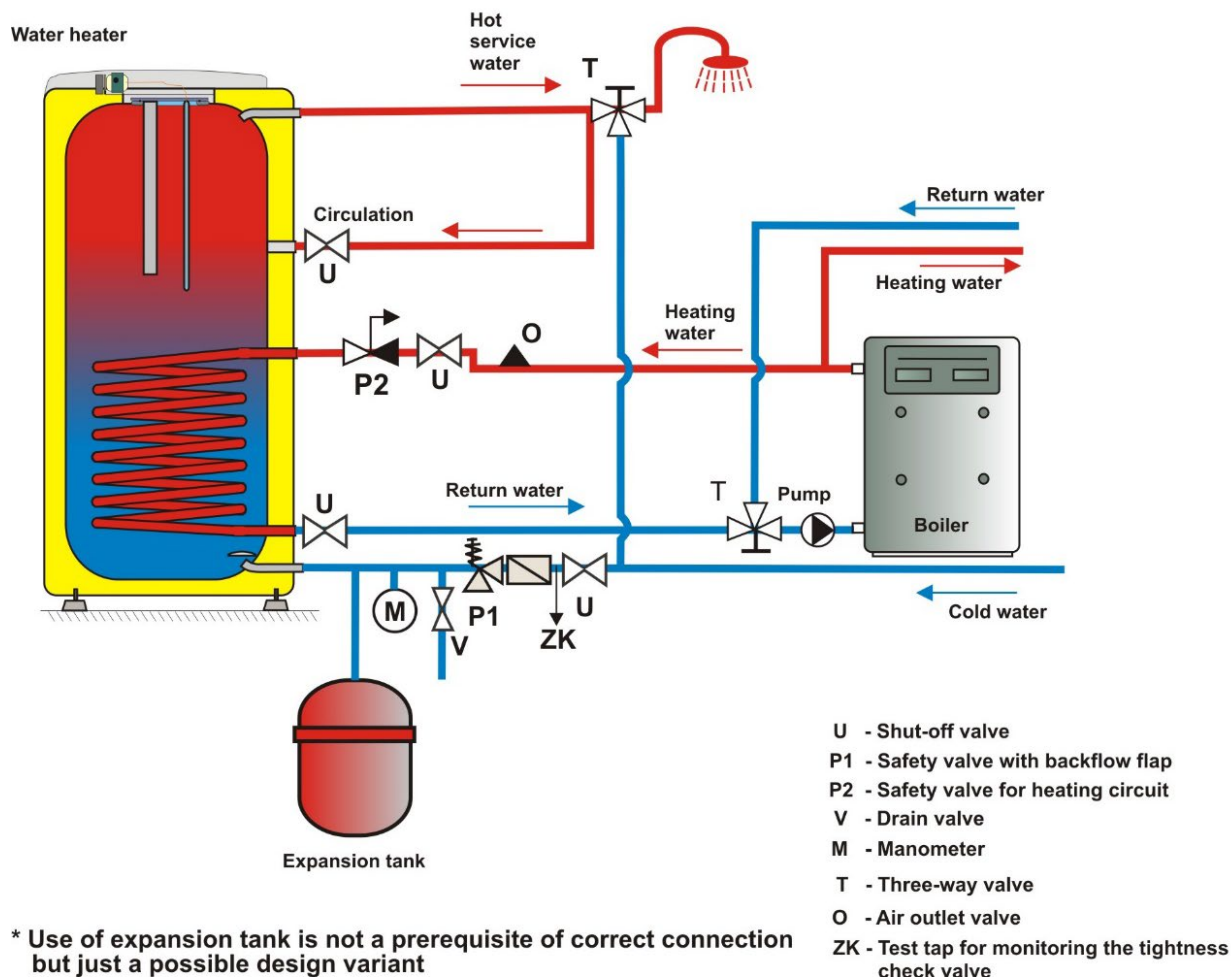 Water heater
Hot
service
water
T
Return water
Circulation
U
Heating water
Heating
water
O
P2
U
U
Return water
T
Pump
Boiler
M
V
P1
ZK
U
Cold water
Expansion tank
U - Shut-off valve
P1 - Safety valve with backflow flap
P2 - Safety valve for heating circuit
V - Drain valve
M - Manometer
T - Three-way valve
O - Air outlet valve
ZK - Test tap for monitoring the tightness
check valve
* Use of expansion tank is not a prerequisite of correct connection
but just a possible design variant